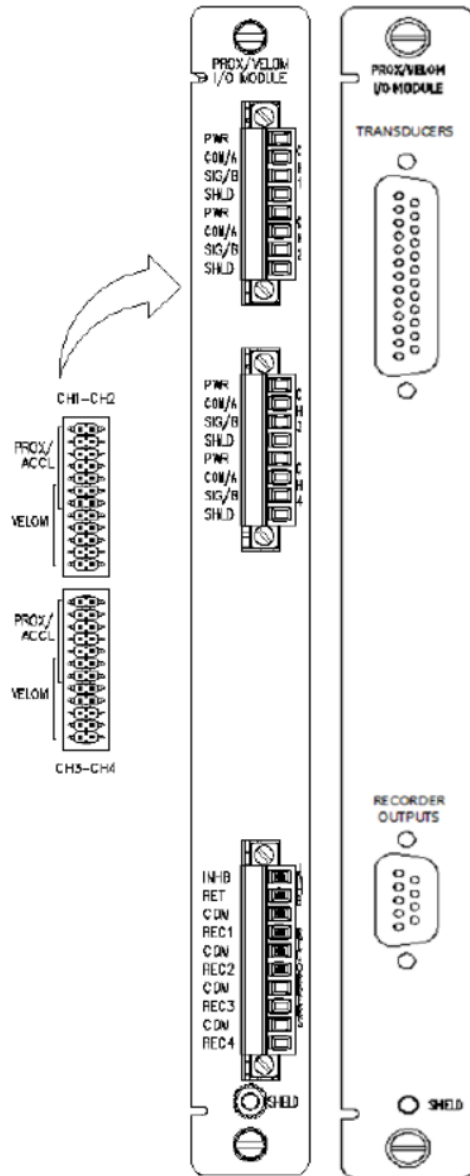 PROX/VELOM
I/O MODULE
PWR
COM/A
SIG/B
SHLD
PWR
COM/A
SIG/B
SHLD
PWR
COM/A
SIG/B
SHLD
PWR
COM/A
SIG/B
SHLD
INHB
RET
COM
REC1
COM
REC2
COM
REC3
COM
REC4
SHIELD
CH1-CH2
PROX/
ACCL
VELOM
PROX/
ACCL
VELOM
CH3-CH4
PROX/VELOM
I/O MODULE
TRANSDUCERS
RECORDER
OUTPUTS
SHIELD